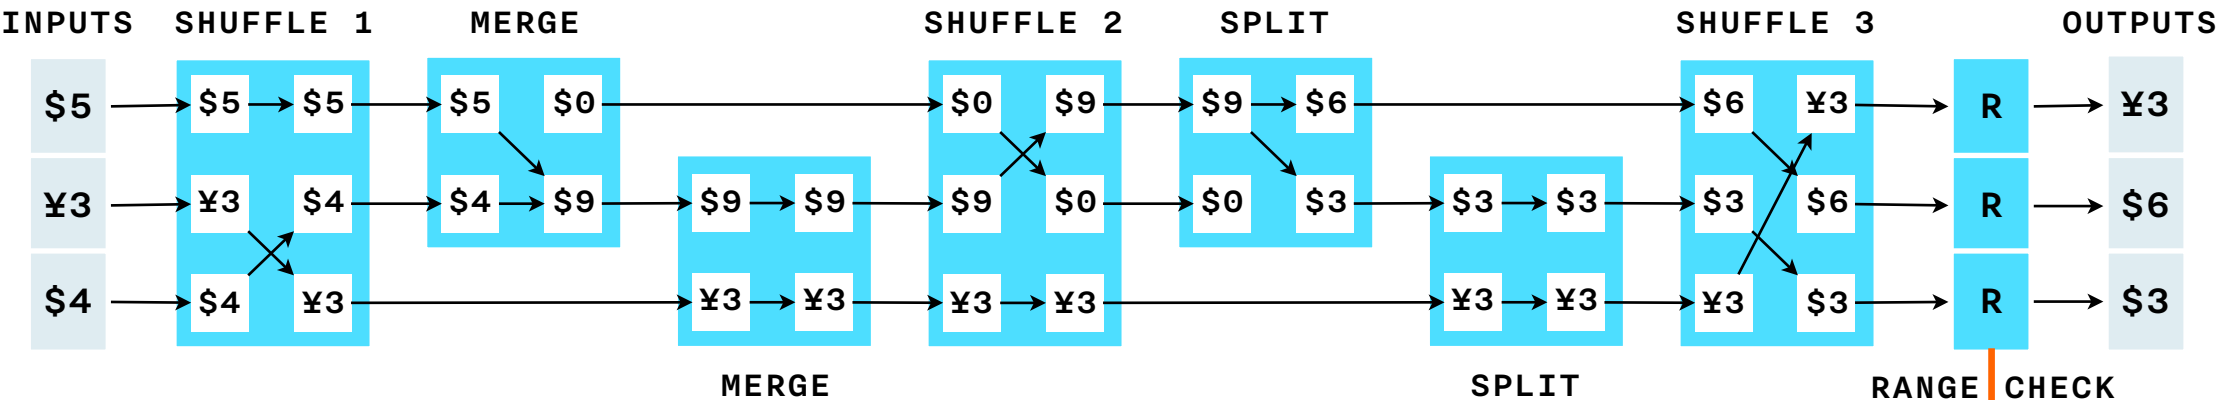 INPUTS SHUFFLE 1 MERGE SHUFFLE 2 SPLIT SHUFFLE 3 OUTPUTS
$5 $5 $5 $5 $0 $0 $9 $9 $6 $6 ¥3 R ¥3
¥3 ¥3 $4 $4 $9 $9 $9 $9 $0 $0 $3 $3 $3 $3 $6 R $6
$4 $4 ¥3 ¥3 ¥3 ¥3 ¥3 ¥3 ¥3 ¥3 $3 R $3
MERGE SPLIT RANGE CHECK